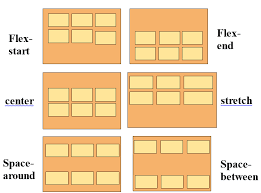 Flex-
start
Flex-
end
center
stretch
Space-
around
Space-
between